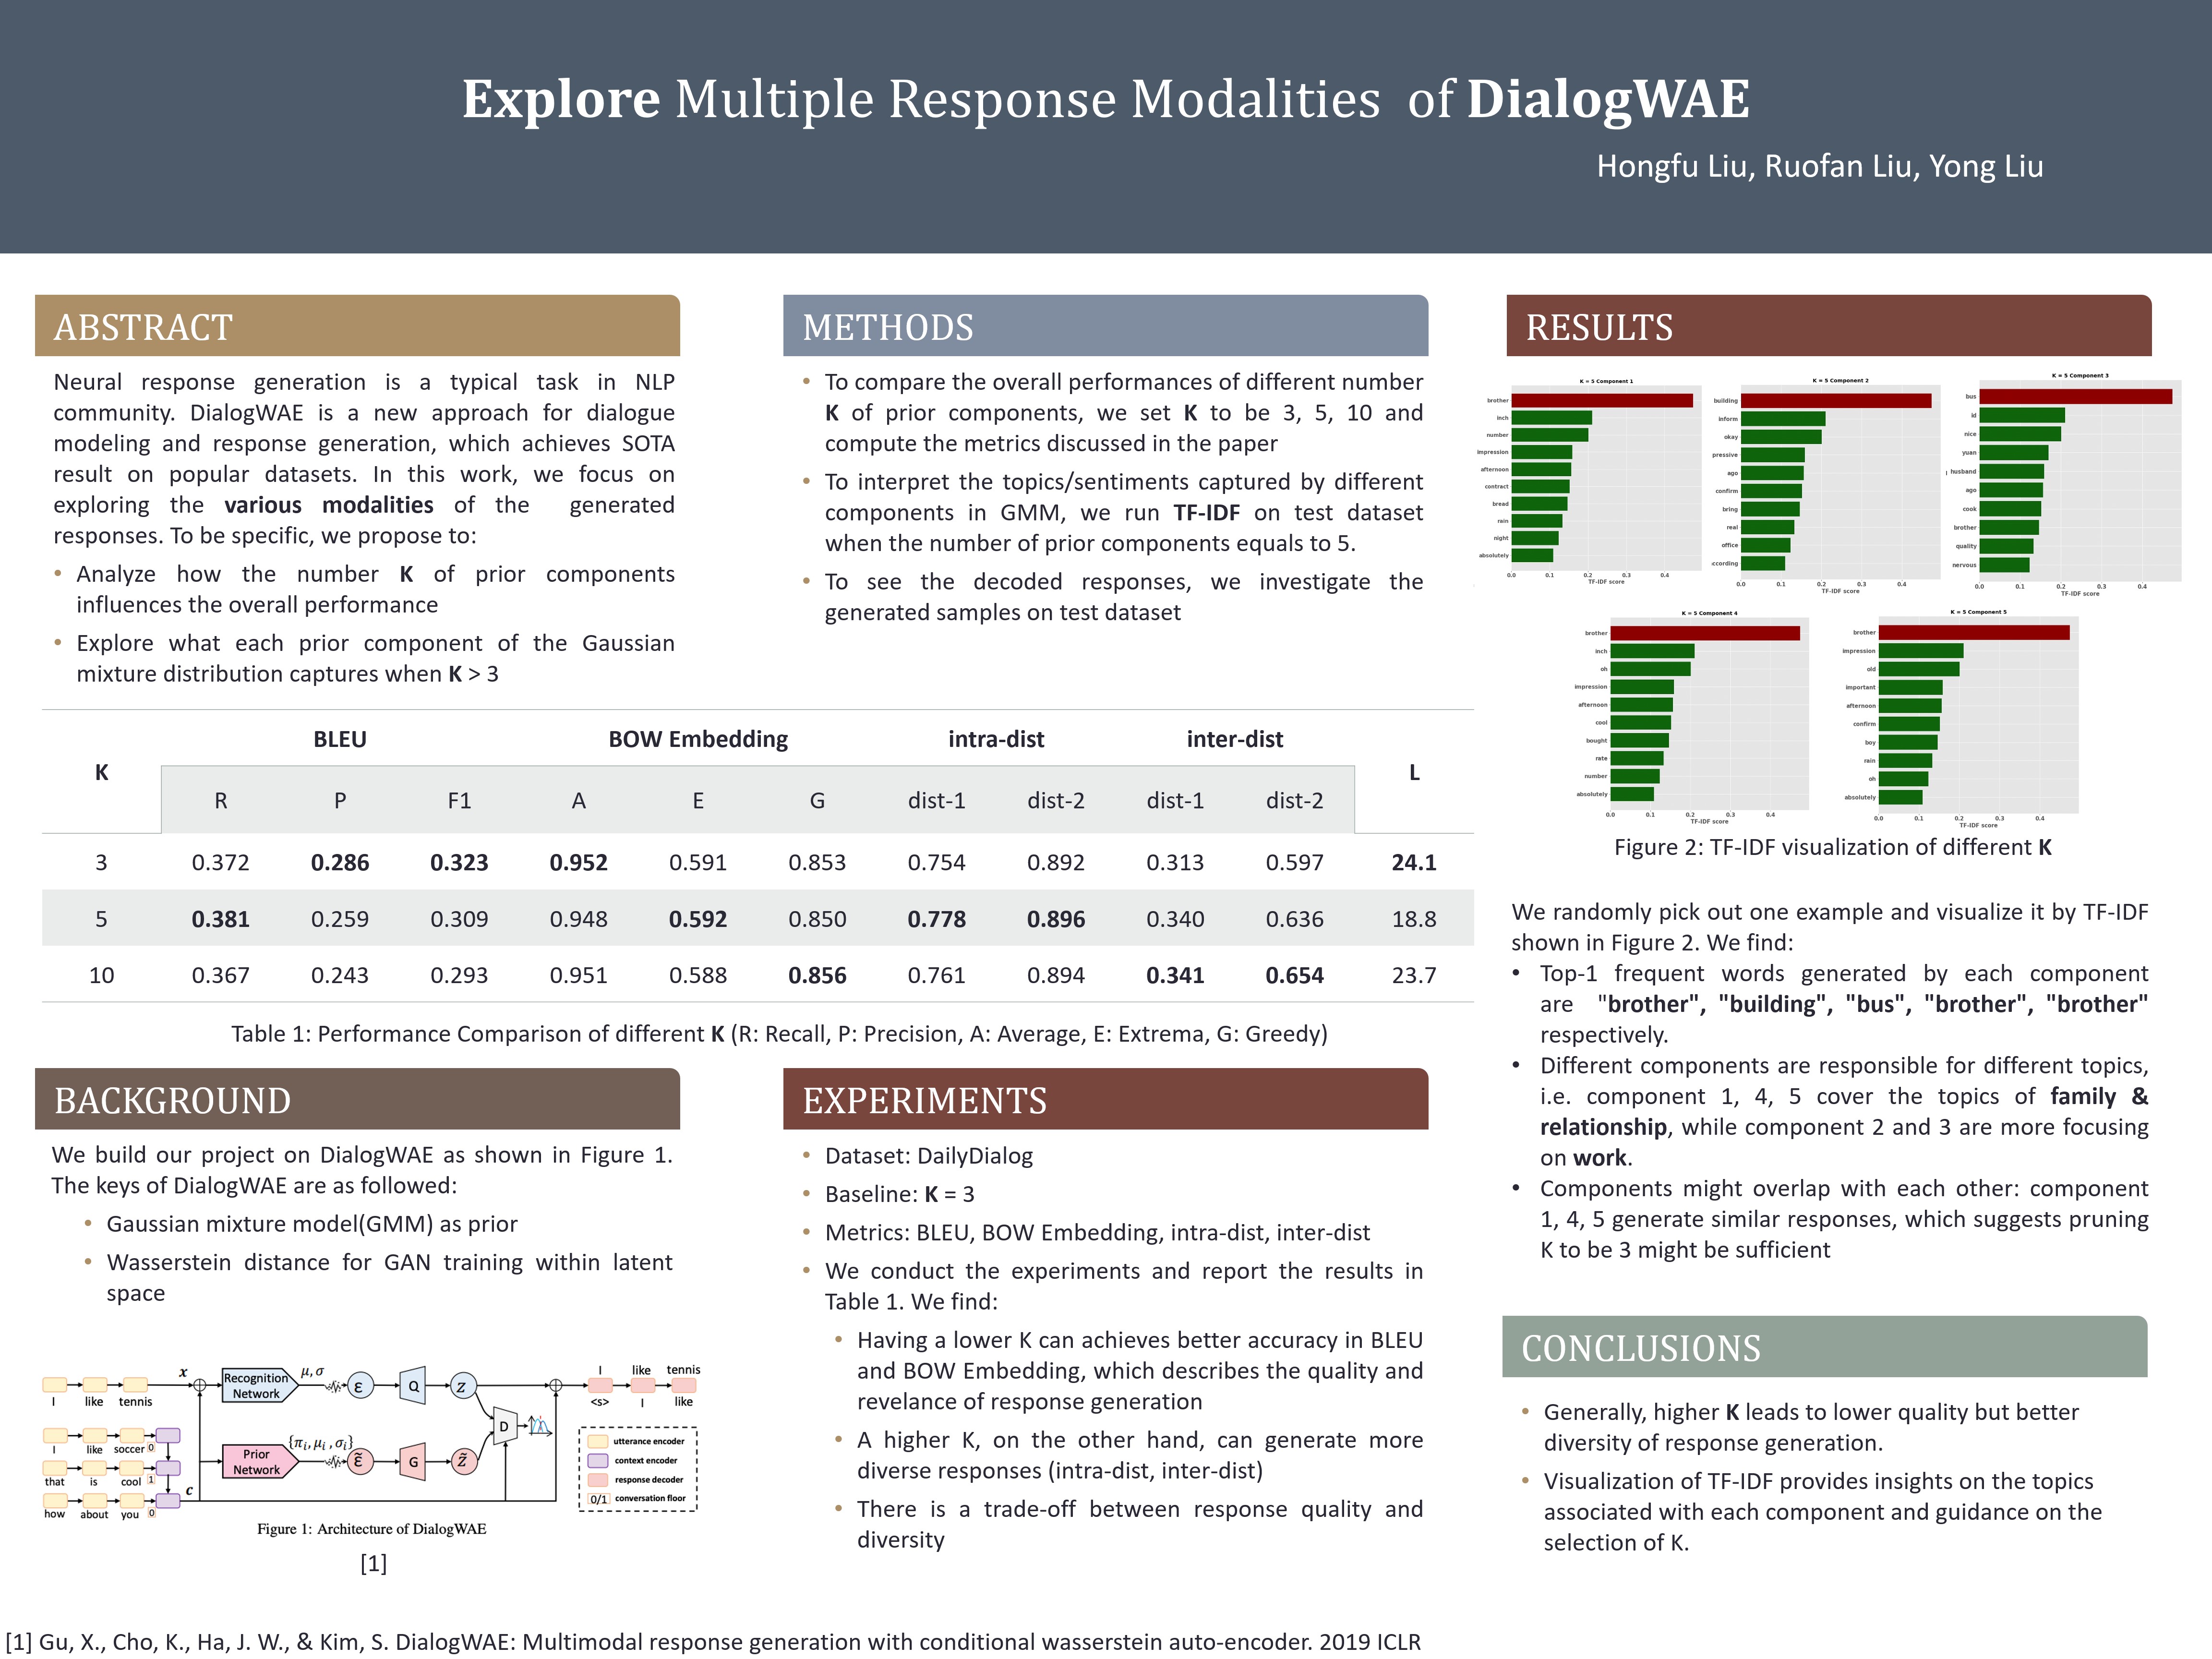 Explore Multiple Response Modalities of DialogWAE
Hongfu Liu, Ruofan Liu, Yong Liu
ABSTRACT
Neural response generation is a typical task in NLP
community. DialogWAE is a new approach for dialogue
modeling and response generation, which achieves SOTA
result on popular datasets. In this work, we focus on
exploring the various modalities of the generated
responses. To be specific, we propose to:
• Analyze how the number K of prior components
influences the overall performance
• Explore what each prior component of the Gaussian
mixture distribution captures when K > 3
METHODS
• To compare the overall performances of different number
K of prior components, we set K to be 3, 5, 10 and
compute the metrics discussed in the paper
• To interpret the topics/sentiments captured by different
components in GMM, we run TF-IDF on test dataset
when the number of prior components equals to 5.
• To see the decoded responses, we investigate the
generated samples on test dataset
K BLEU BOW Embedding intra-dist inter-dist L
R P F1 A E G dist-1 dist-2 dist-1 dist-2
3 0.372 0.286 0.323 0.952 0.591 0.853 0.754 0.892 0.313 0.597 24.1
5 0.381 0.259 0.309 0.948 0.592 0.850 0.778 0.896 0.340 0.636 18.8
10 0.367 0.243 0.293 0.951 0.588 0.856 0.761 0.894 0.341 0.654 23.7
Table 1: Performance Comparison of different K (R: Recall, P: Precision, A: Average, E: Extrema, G: Greedy)
BACKGROUND
We build our project on DialogWAE as shown in Figure 1.
The keys of DialogWAE are as followed:
• Gaussian mixture model(GMM) as prior
• Wasserstein distance for GAN training within latent
space
x
Recognition
Network
μ, σ
ε
Q
z
I like tennis
I like tennis
<s> I like
D
I like soccer 0
that is cool 1
how about you 0
c
Prior
Network
{πi, μi, σi}
ε̃
G
z̃
utterance encoder
context encoder
response decoder
0/1 conversation floor
Figure 1: Architecture of DialogWAE
[1]
EXPERIMENTS
• Dataset: DailyDialog
• Baseline: K = 3
• Metrics: BLEU, BOW Embedding, intra-dist, inter-dist
• We conduct the experiments and report the results in
Table 1. We find:
• Having a lower K can achieves better accuracy in BLEU
and BOW Embedding, which describes the quality and
revelance of response generation
• A higher K, on the other hand, can generate more
diverse responses (intra-dist, inter-dist)
• There is a trade-off between response quality and
diversity
RESULTS
K = 5 Component 1
brother
inch
number
impression
afternoon
contract
bread
rain
night
absolutely
0.0 0.1 0.2 0.3 0.4
TF-IDF score
K = 5 Component 2
building
inform
okay
pressive
ago
confirm
bring
real
office
ccording
0.0 0.1 0.2 0.3 0.4
TF-IDF score
K = 5 Component 3
bus
id
nice
yuan
husband
ago
cook
brother
quality
nervous
0.0 0.1 0.2 0.3 0.4
TF-IDF score
K = 5 Component 4
brother
inch
oh
impression
afternoon
cool
bought
rate
number
absolutely
0.0 0.1 0.2 0.3 0.4
TF-IDF score
K = 5 Component 5
brother
impression
old
important
afternoon
confirm
boy
rain
oh
absolutely
0.0 0.1 0.2 0.3 0.4
TF-IDF score
Figure 2: TF-IDF visualization of different K
We randomly pick out one example and visualize it by TF-IDF
shown in Figure 2. We find:
• Top-1 frequent words generated by each component
are "brother", "building", "bus", "brother", "brother"
respectively.
• Different components are responsible for different topics,
i.e. component 1, 4, 5 cover the topics of family &
relationship, while component 2 and 3 are more focusing
on work.
• Components might overlap with each other: component
1, 4, 5 generate similar responses, which suggests pruning
K to be 3 might be sufficient
CONCLUSIONS
• Generally, higher K leads to lower quality but better
diversity of response generation.
• Visualization of TF-IDF provides insights on the topics
associated with each component and guidance on the
selection of K.
[1] Gu, X., Cho, K., Ha, J. W., & Kim, S. DialogWAE: Multimodal response generation with conditional wasserstein auto-encoder. 2019 ICLR